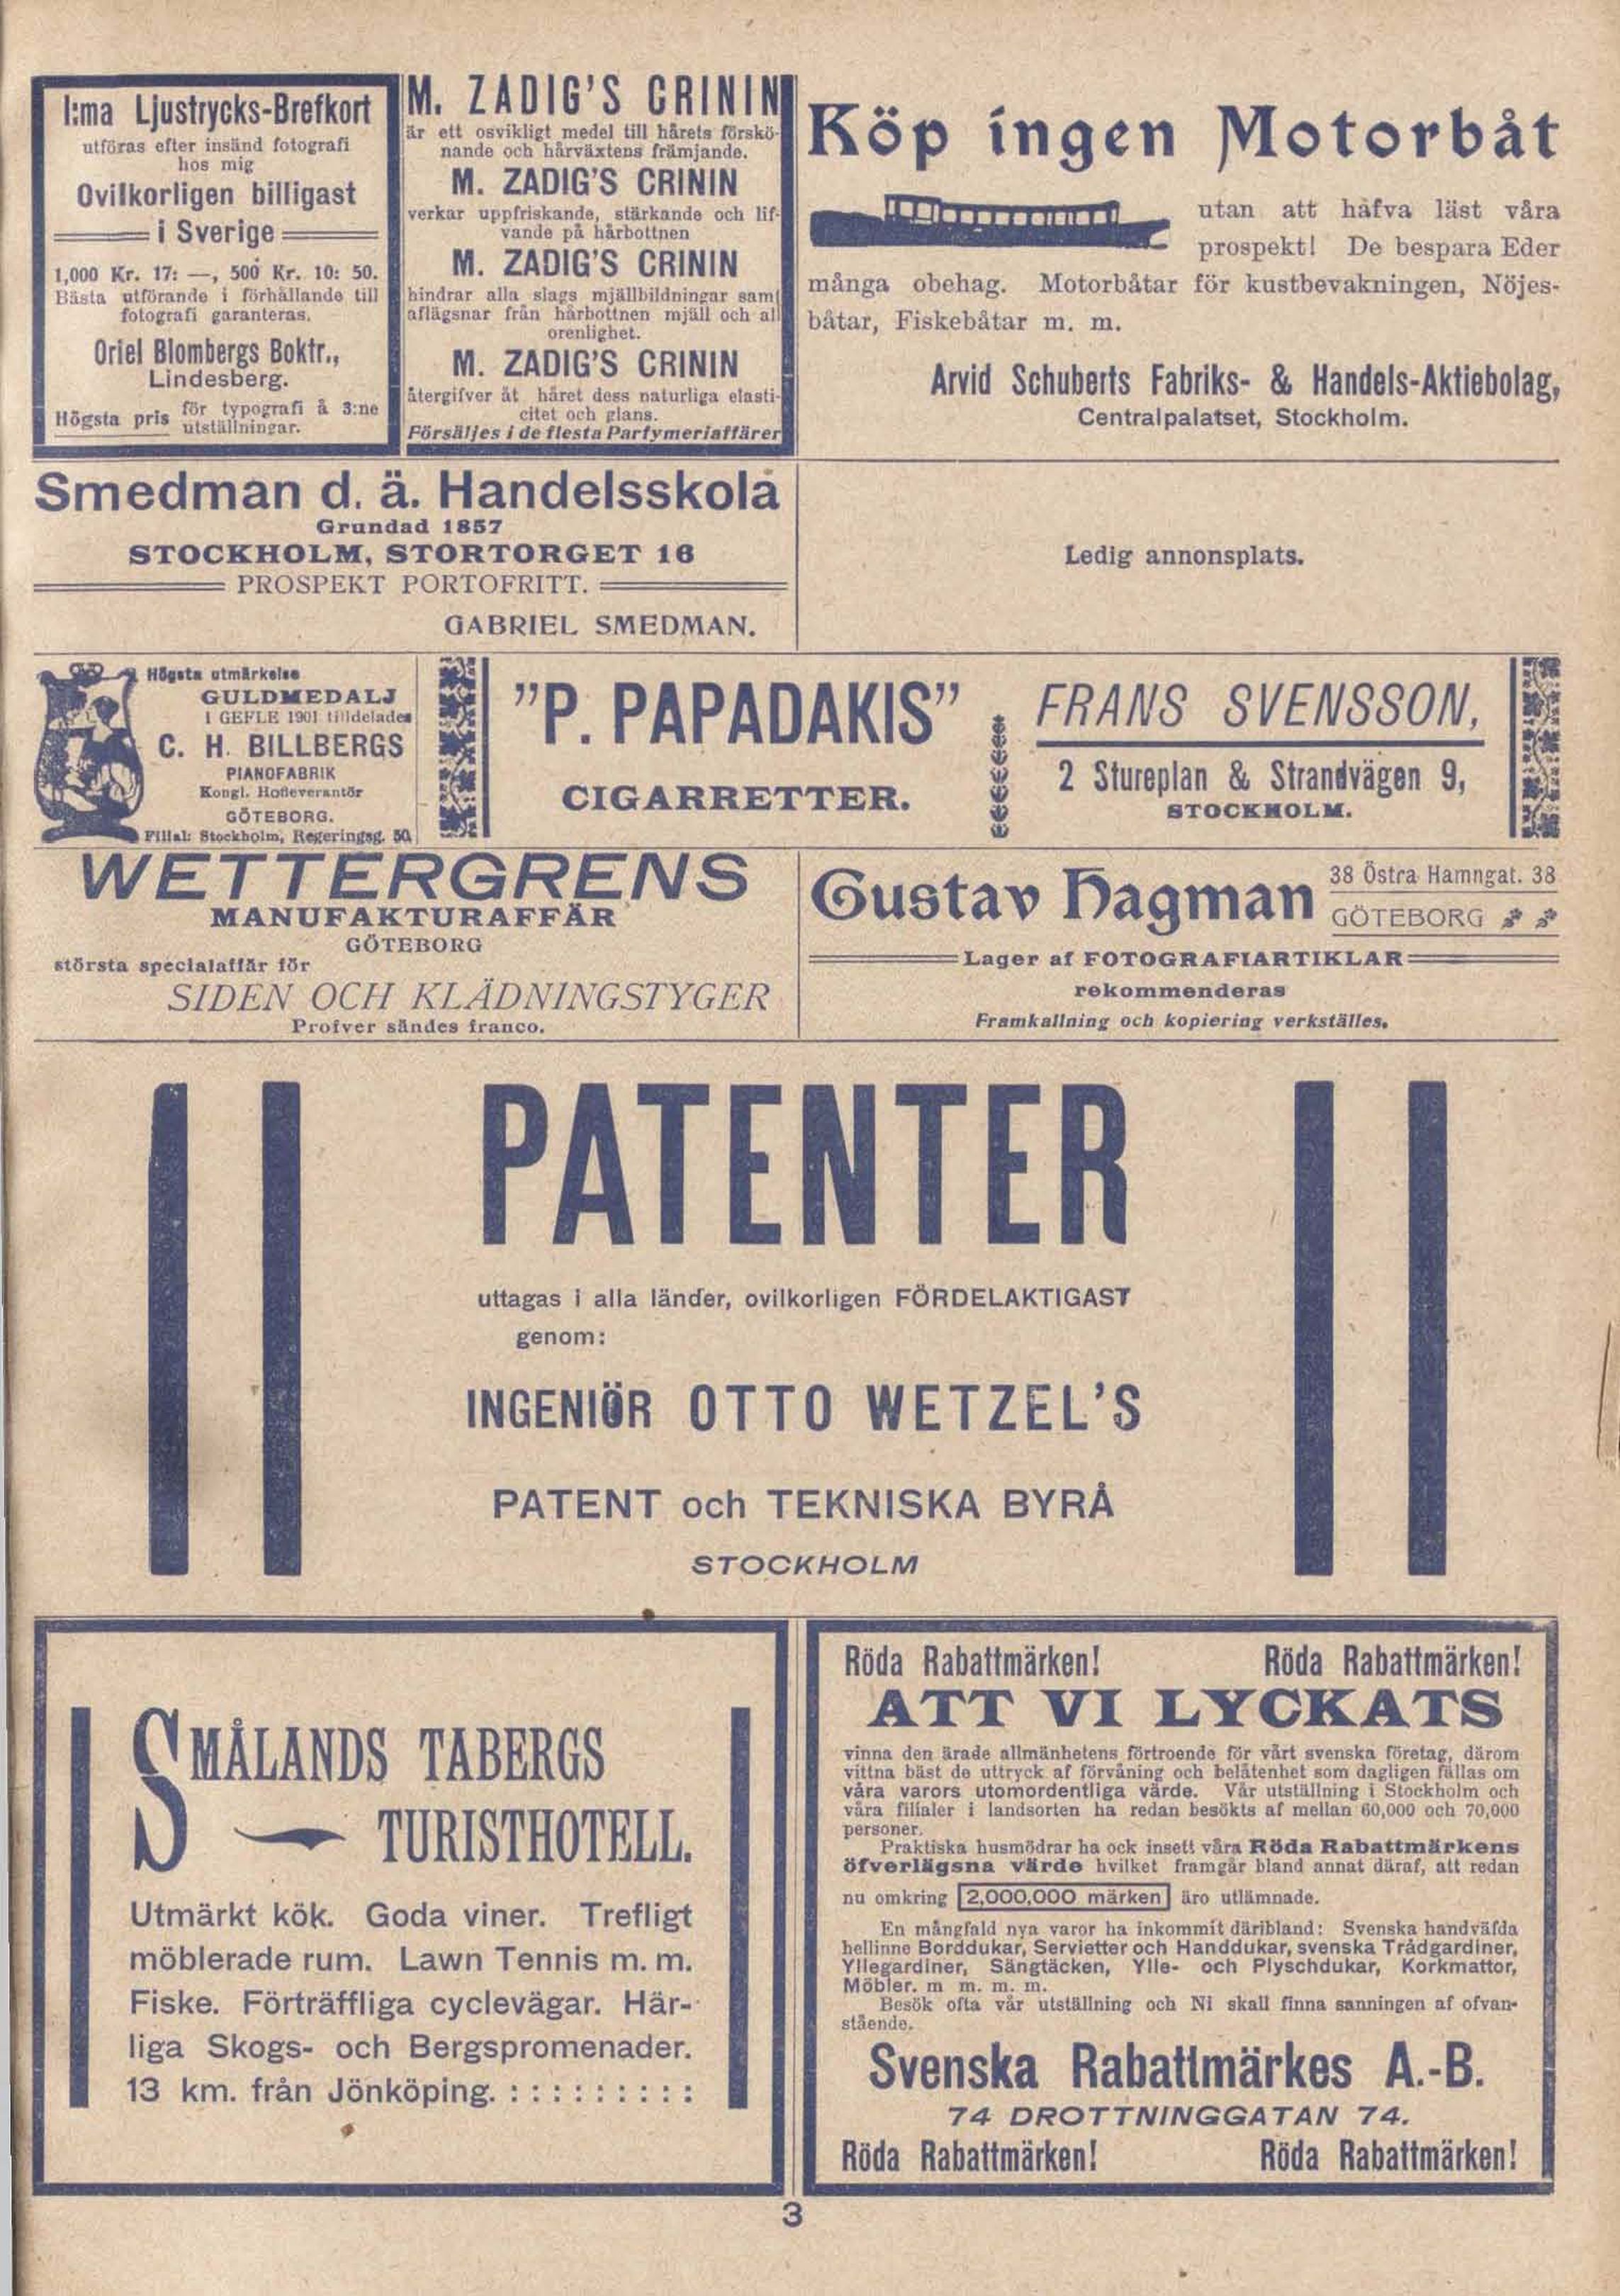 I:ma Ljustrycks-Brefkort
utföras efter insänd fotografi
hos mig
Ovilkorligen billigast
i Sverige
1,000 Kr. 17: —, 500 Kr. 10: 50.
Bästa utförande i förhållande till
fotografi garanteras.
Oriel Blombergs Boktr.,
Lindesberg.
Högsta pris för typografi å 3:ne
utställningar.
M. ZADIG'S CRININ
är ett osvikligt medel till hårets förskö-
nande och hårväxtens främjande.
M. ZADIG'S CRININ
verkar uppfriskande, stärkande och lif-
vande på hårbottnen
M. ZADIG'S CRININ
hindrar alla slags mjällbildningar samt
aflägsnar från hårbottnen mjäll och all
orenlighet.
M. ZADIG'S CRININ
återgifver åt håret dess naturliga elasti-
citet och glans.
Försäljes i de flesta Parfymeriaffärer
Köp ingen Motorbåt
utan att hafva läst våra
prospekt! De bespara Eder
många obehag. Motorbåtar för kustbevakningen, Nöjes-
båtar, Fiskebåtar m. m.
Arvid Schuberts Fabriks- & Handels-Aktiebolag,
Centralpalatset, Stockholm.
Smedman d. ä. Handelsskola
Grundad 1857
STOCKHOLM, STORTORGET 16
PROSPEKT PORTOFRITT.
GABRIEL SMEDMAN.
Ledig annonsplats.
Högsta utmärkelse
GULDMEDALJ
I GEFLE 1901 tilldelades
C. H. BILLBERGS
PIANOFABRIK
Kongl. Hofleverantör
GÖTEBORG.
Filial: Stockholm, Regeringsg. 50
"P. PAPADAKIS"
CIGARRETTER.
FRANS SVENSSON,
2 Stureplan & Strandvägen 9,
STOCKHOLM.
WETTERGRENS
MANUFAKTURAFFÄR
GÖTEBORG
största specialaffär för
SIDEN OCH KLÄDNINGSTYGER
Profver sändes franco.
Gustav Hagman 38 Östra Hamngat. 38
GÖTEBORG
Lager af FOTOGRAFIARTIKLAR
rekommenderas
Framkallning och kopiering verkställes.
PATENTER
uttagas i alla länder, ovilkorligen FÖRDELAKTIGAST
genom:
INGENIÖR OTTO WETZEL'S
PATENT och TEKNISKA BYRÅ
STOCKHOLM
SMÅLANDS TABERGS
TURISTHOTELL.
Utmärkt kök. Goda viner. Trefligt
möblerade rum. Lawn Tennis m. m.
Fiske. Förträffliga cyclevägar. Här-
liga Skogs- och Bergspromenader.
13 km. från Jönköping. : : : : : : : : :
Röda Rabattmärken! Röda Rabattmärken!
ATT VI LYCKATS
vinna den ärade allmänhetens förtroende för vårt svenska företag, därom
vittna bäst de uttryck af förvåning och belåtenhet som dagligen fällas om
våra varors utomordentliga värde. Vår utställning i Stockholm och
våra filialer i landsorten ha redan besökts af mellan 60,000 och 70,000
personer.
Praktiska husmödrar ha ock insett våra Röda Rabattmärkens
öfverlägsna värde hvilket framgår bland annat däraf, att redan
nu omkring 2,000,000 märken äro utlämnade.
En mångfald nya varor ha inkommit däribland: Svenska handväfda
hellinne Borddukar, Servietter och Handdukar, svenska Trådgardiner,
Yllegardiner, Sängtäcken, Ylle- och Plyschdukar, Korkmattor,
Möbler. m m. m. m.
Besök ofta vår utställning och Ni skall finna sanningen af ofvan-
stående.
Svenska Rabattmärkes A.-B.
74 DROTTNINGGATAN 74.
Röda Rabattmärken! Röda Rabattmärken!
3